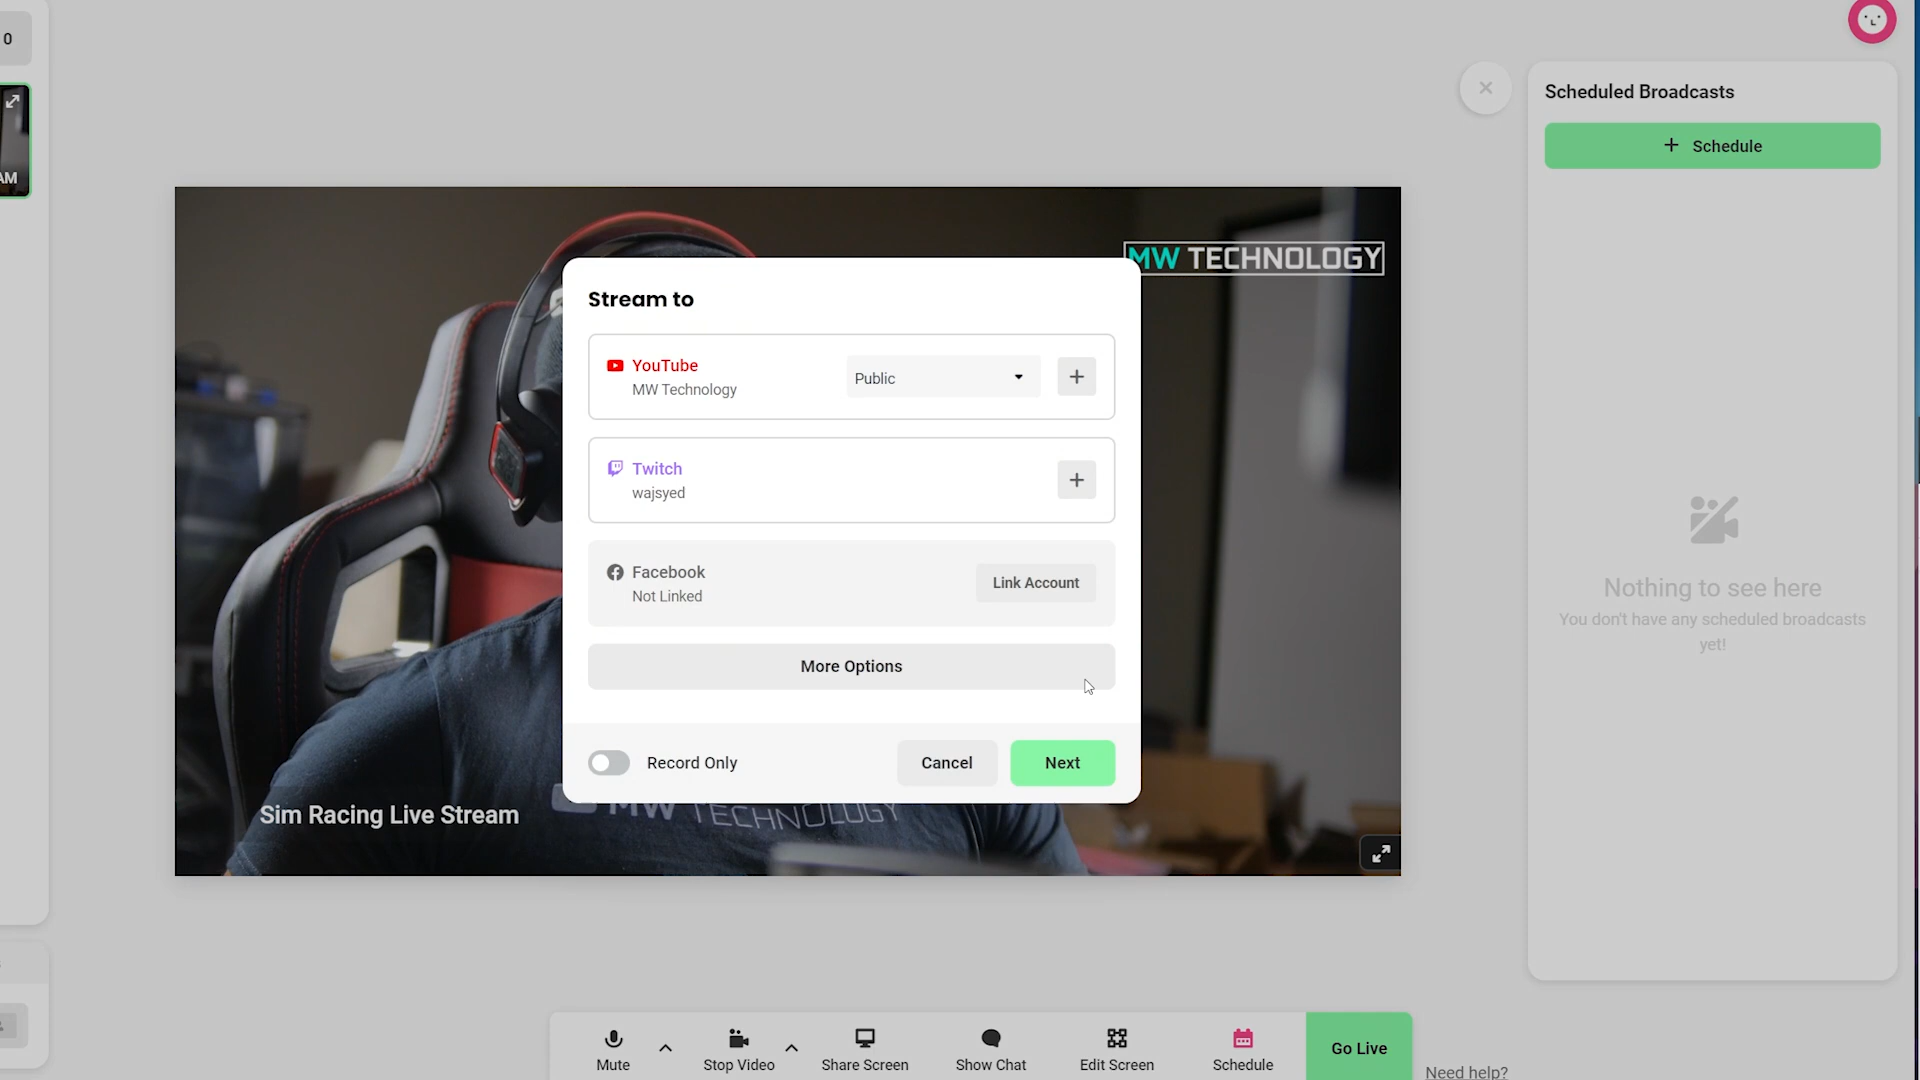 0
AM
MW TECHNOLOGY
Stream to
YouTube
MW Technology
Public
Twitch
wajsyed
Facebook
Not Linked
Link Account
More Options
Record Only
Cancel
Next
Sim Racing Live Stream
MW TECHNOLOGY
Scheduled Broadcasts
+ Schedule
Nothing to see here
You don't have any scheduled broadcasts
yet!
Mute
Stop Video
Share Screen
Show Chat
Edit Screen
Schedule
Go Live
Need help?